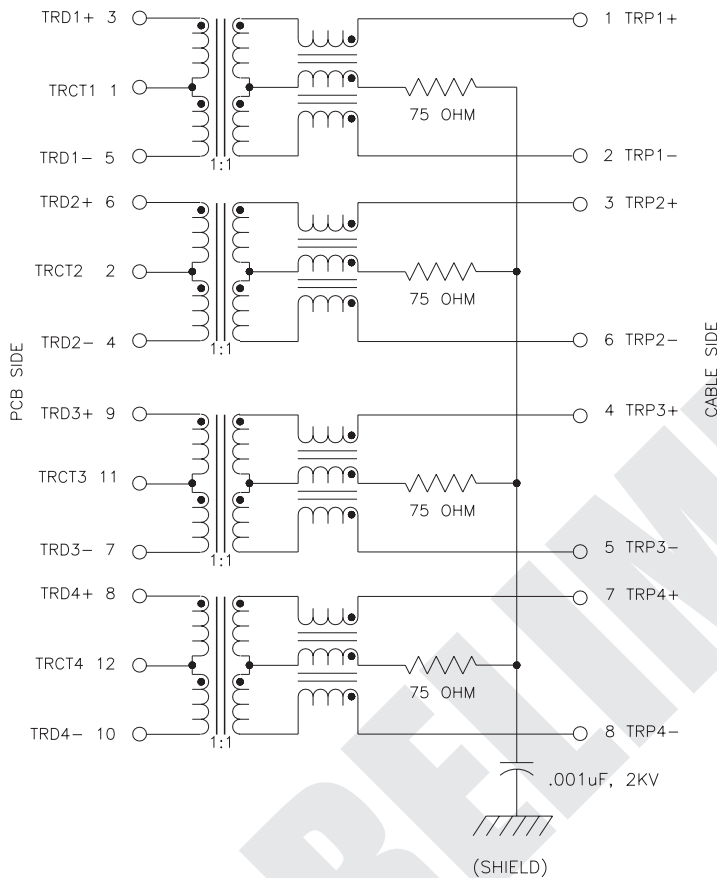 TRD1+ 3
1 TRP1+
TRCT1 1
75 OHM
TRD1- 5
1:1
2 TRP1-
TRD2+ 6
3 TRP2+
TRCT2 2
75 OHM
TRD2- 4
1:1
6 TRP2-
PCB SIDE
CABLE SIDE
TRD3+ 9
4 TRP3+
TRCT3 11
75 OHM
TRD3- 7
1:1
5 TRP3-
TRD4+ 8
7 TRP4+
TRCT4 12
75 OHM
TRD4- 10
1:1
8 TRP4-
.001uF, 2KV
(SHIELD)